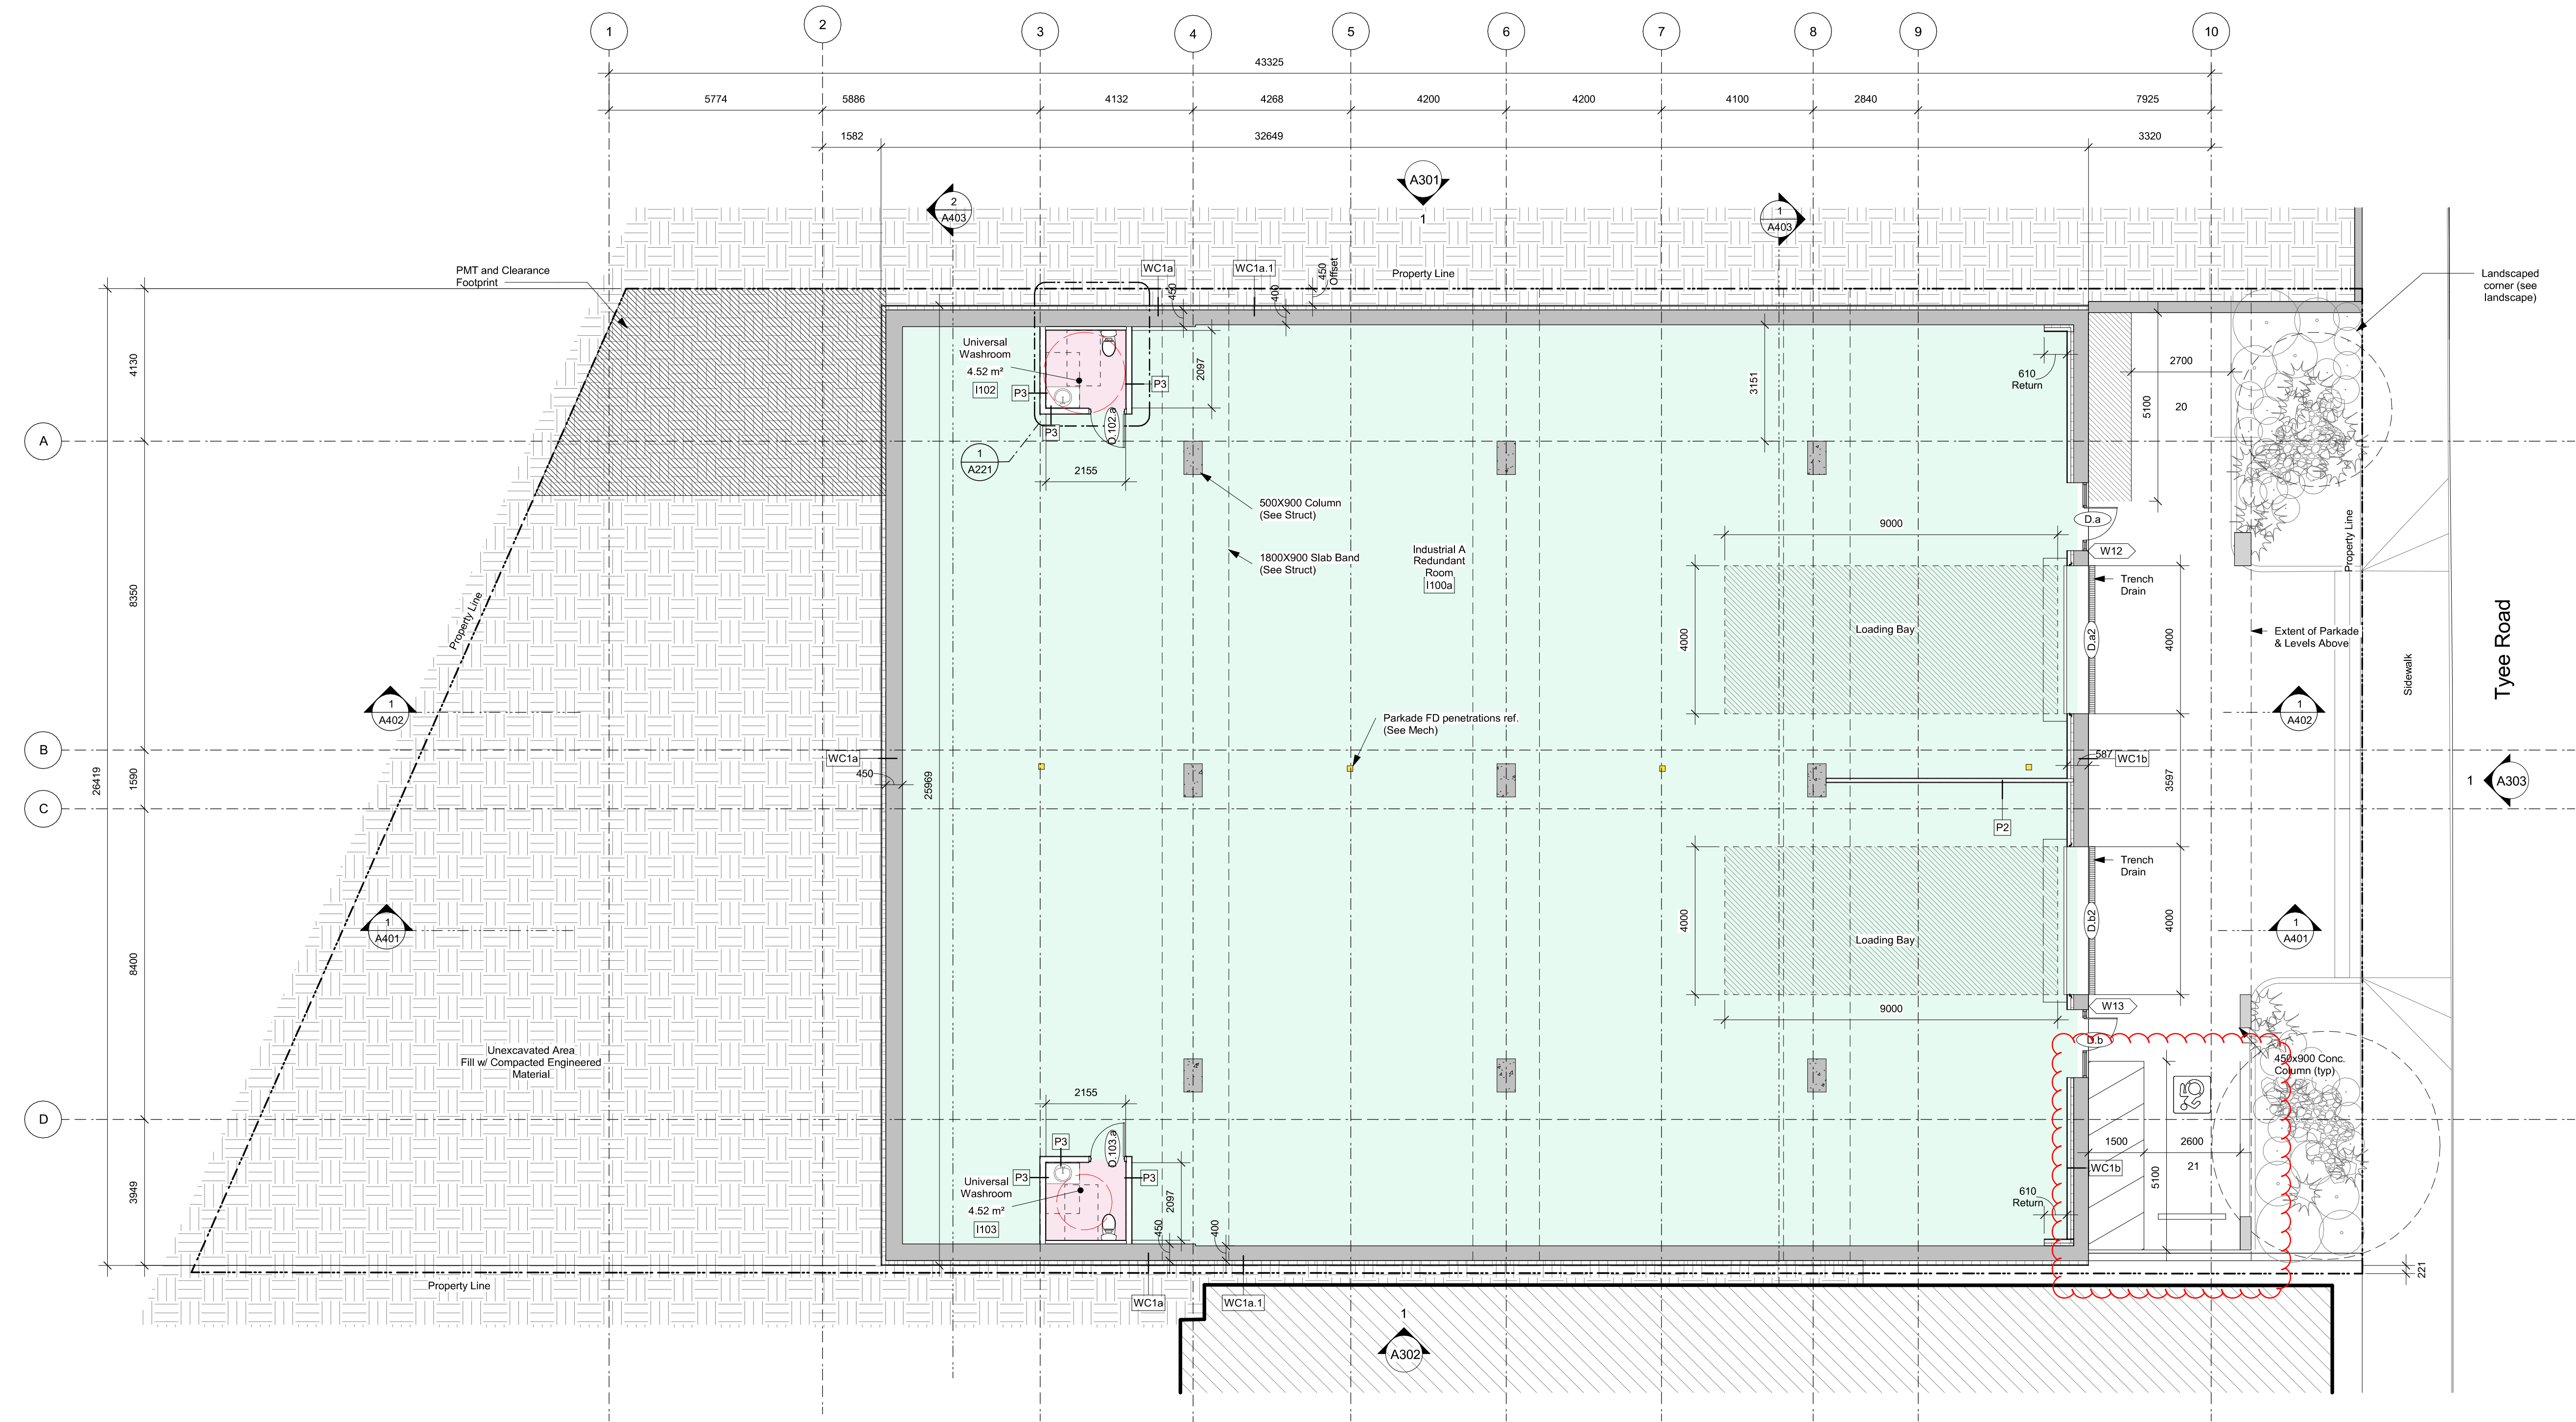 1
2
3
4
5
6
7
8
9
10
43325
5774
5886
4132
4268
4200
4200
4100
2840
7925
1582
32649
3320
A301
1
2
A403
1
A403
PMT and Clearance
Footprint
WC1a
WC1a.1
450
400
450
Offset
Property Line
Landscaped
corner (see
landscape)
Universal
Washroom
4.52 m²
I102
P3
P3
P3
D.102.a
2097
2155
1
A221
3151
610
Return
2700
20
5100
4130
A
500X900 Column
(See Struct)
1800X900 Slab Band
(See Struct)
Industrial A
Redundant
Room
I100a
9000
D.a
W12
Trench
Drain
Property Line
8350
Property Line
4000
Loading Bay
D.a2
4000
Extent of Parkade
& Levels Above
Sidewalk
Tyee Road
1
A402
1
A402
Parkade FD penetrations ref.
(See Mech)
B
WC1a
450
587
WC1b
26419
1590
25969
3597
1
A303
C
P2
Trench
Drain
1
A401
1
A401
4000
Loading Bay
D.b2
4000
8400
9000
W13
D.b
Unexcavated Area
Fill w/ Compacted Engineered
Material
450x900 Conc.
Column (typ)
2155
D
D.103.a
P3
P3
P3
Universal
Washroom
4.52 m²
I103
2097
450
400
1500
2600
WC1b
21
5100
610
Return
3949
Property Line
221
WC1a
WC1a.1
1
A302